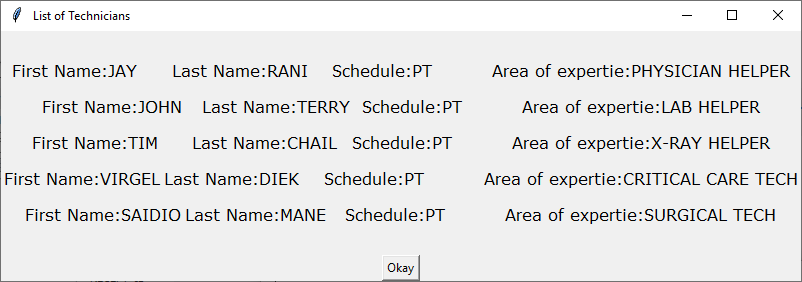 List of Technicians
First Name:JAY Last Name:RANI Schedule:PT Area of expertie:PHYSICIAN HELPER
First Name:JOHN Last Name:TERRY Schedule:PT Area of expertie:LAB HELPER
First Name:TIM Last Name:CHAIL Schedule:PT Area of expertie:X-RAY HELPER
First Name:VIRGEL Last Name:DIEK Schedule:PT Area of expertie:CRITICAL CARE TECH
First Name:SAIDIO Last Name:MANE Schedule:PT Area of expertie:SURGICAL TECH
Okay